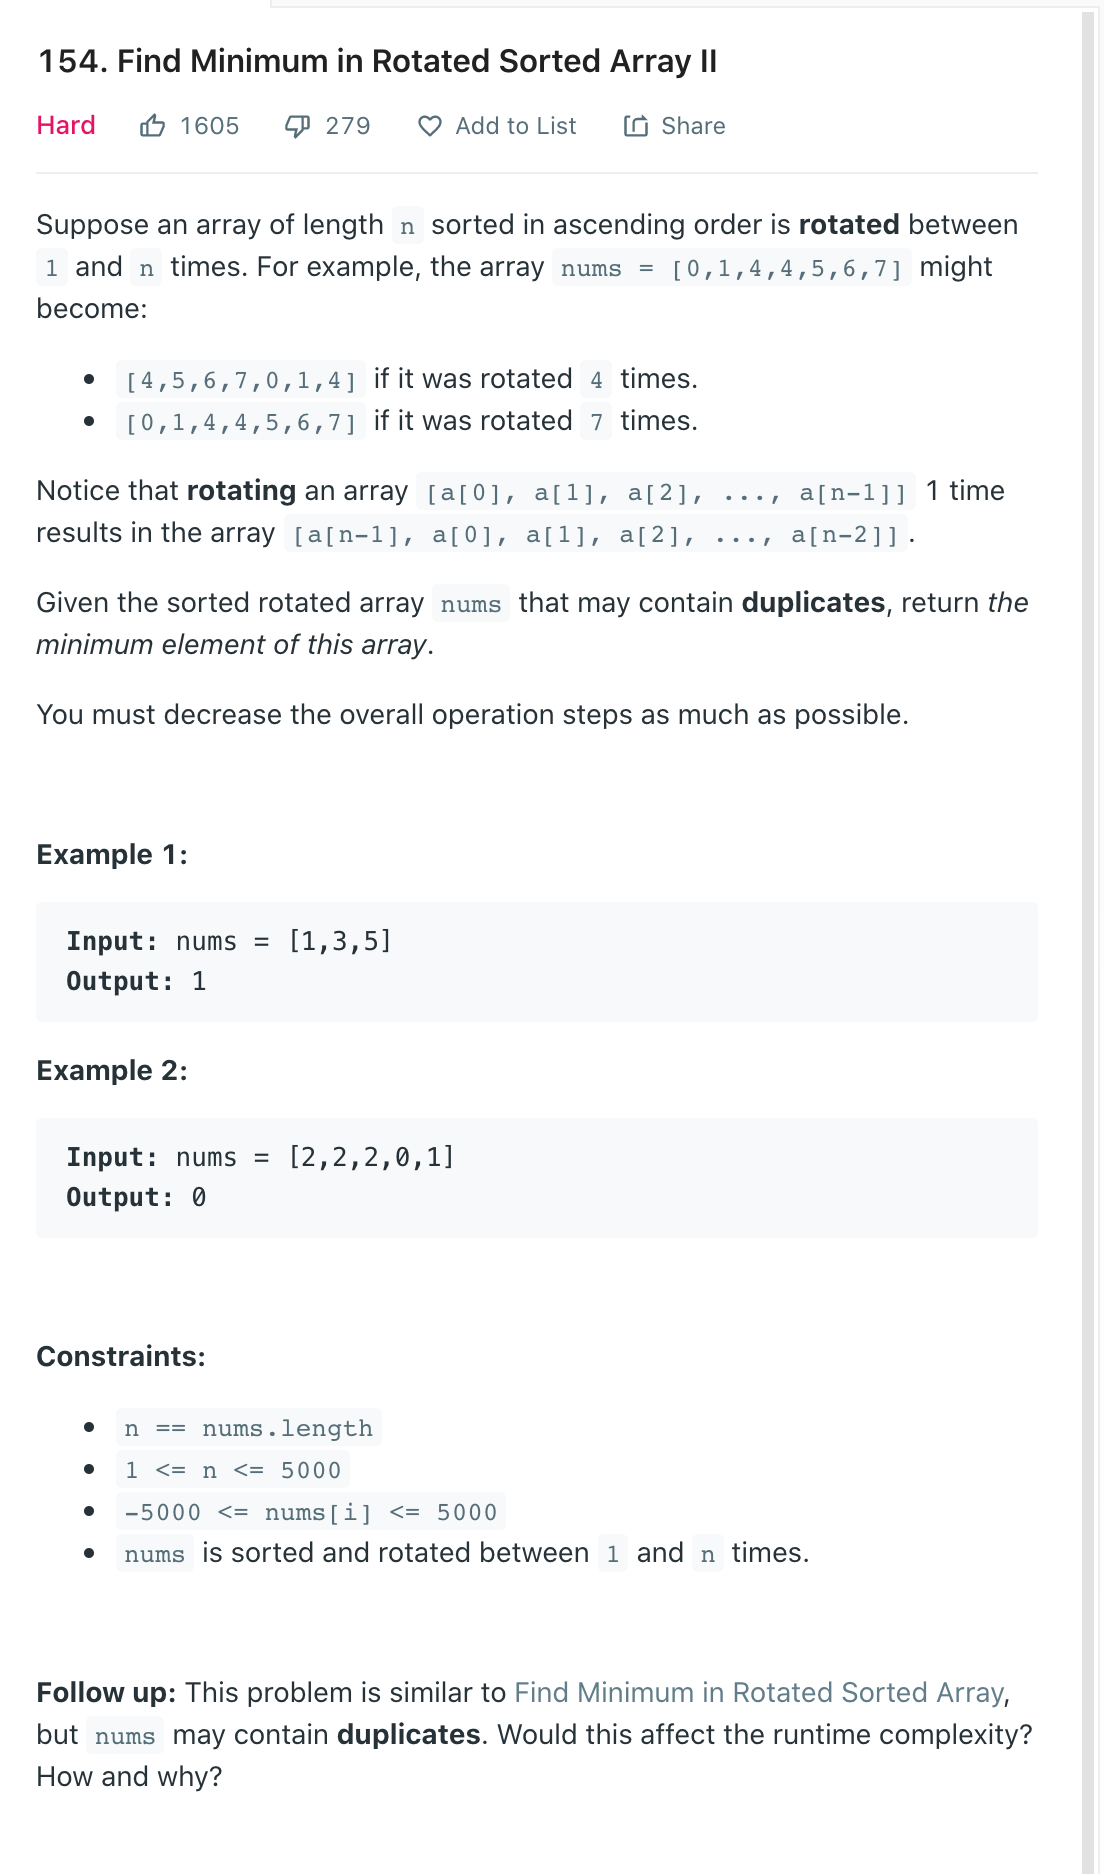 154. Find Minimum in Rotated Sorted Array II
Hard 1605 279 Add to List Share
Suppose an array of length n sorted in ascending order is rotated between
1 and n times. For example, the array nums = [0,1,4,4,5,6,7] might
become:
• [4,5,6,7,0,1,4] if it was rotated 4 times.
• [0,1,4,4,5,6,7] if it was rotated 7 times.
Notice that rotating an array [a[0], a[1], a[2], ..., a[n-1]] 1 time
results in the array [a[n-1], a[0], a[1], a[2], ..., a[n-2]].
Given the sorted rotated array nums that may contain duplicates, return the
minimum element of this array.
You must decrease the overall operation steps as much as possible.
Example 1:
Input: nums = [1,3,5]
Output: 1
Example 2:
Input: nums = [2,2,2,0,1]
Output: 0
Constraints:
• n == nums.length
• 1 <= n <= 5000
• -5000 <= nums[i] <= 5000
• nums is sorted and rotated between 1 and n times.
Follow up: This problem is similar to Find Minimum in Rotated Sorted Array,
but nums may contain duplicates. Would this affect the runtime complexity?
How and why?